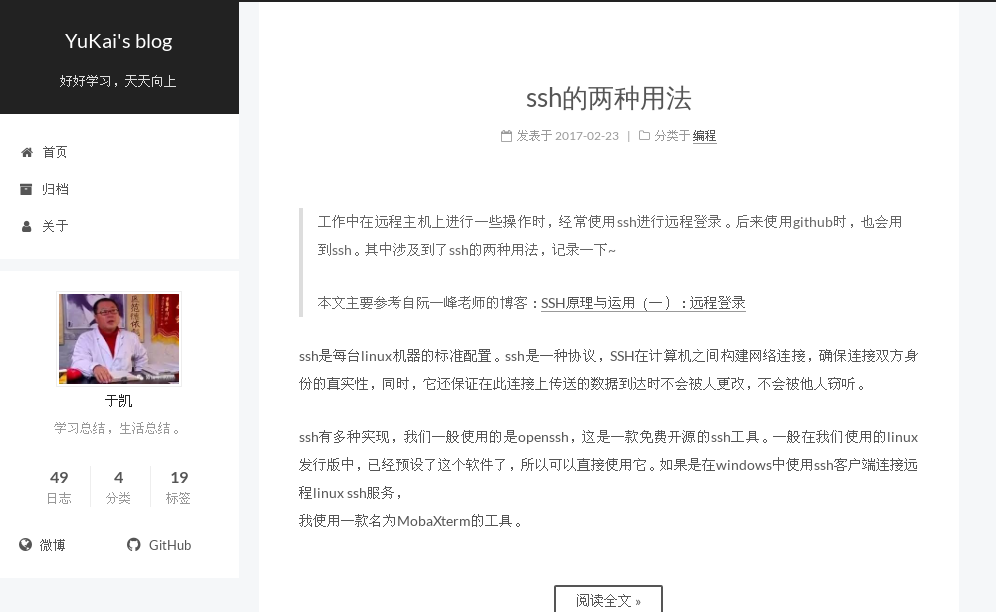 YuKai's blog
好好学习，天天向上
首页
归档
关于
于凯
学习总结，生活总结。
49
日志
4
分类
19
标签
微博
GitHub
ssh的两种用法
发表于 2017-02-23 | 分类于 编程
工作中在远程主机上进行一些操作时，经常使用ssh进行远程登录。后来使用github时，也会用
到ssh。其中涉及到了ssh的两种用法，记录一下~
本文主要参考自阮一峰老师的博客：SSH原理与运用（一）：远程登录
ssh是每台linux机器的标准配置。ssh是一种协议，SSH在计算机之间构建网络连接，确保连接双方身
份的真实性，同时，它还保证在此连接上传送的数据到达时不会被人更改，不会被他人窃听。
ssh有多种实现，我们一般使用的是openssh，这是一款免费开源的ssh工具。一般在我们使用的linux
发行版中，已经预设了这个软件了，所以可以直接使用它。如果是在windows中使用ssh客户端连接远
程linux ssh服务，
我使用一款名为MobaXterm的工具。
阅读全文 »